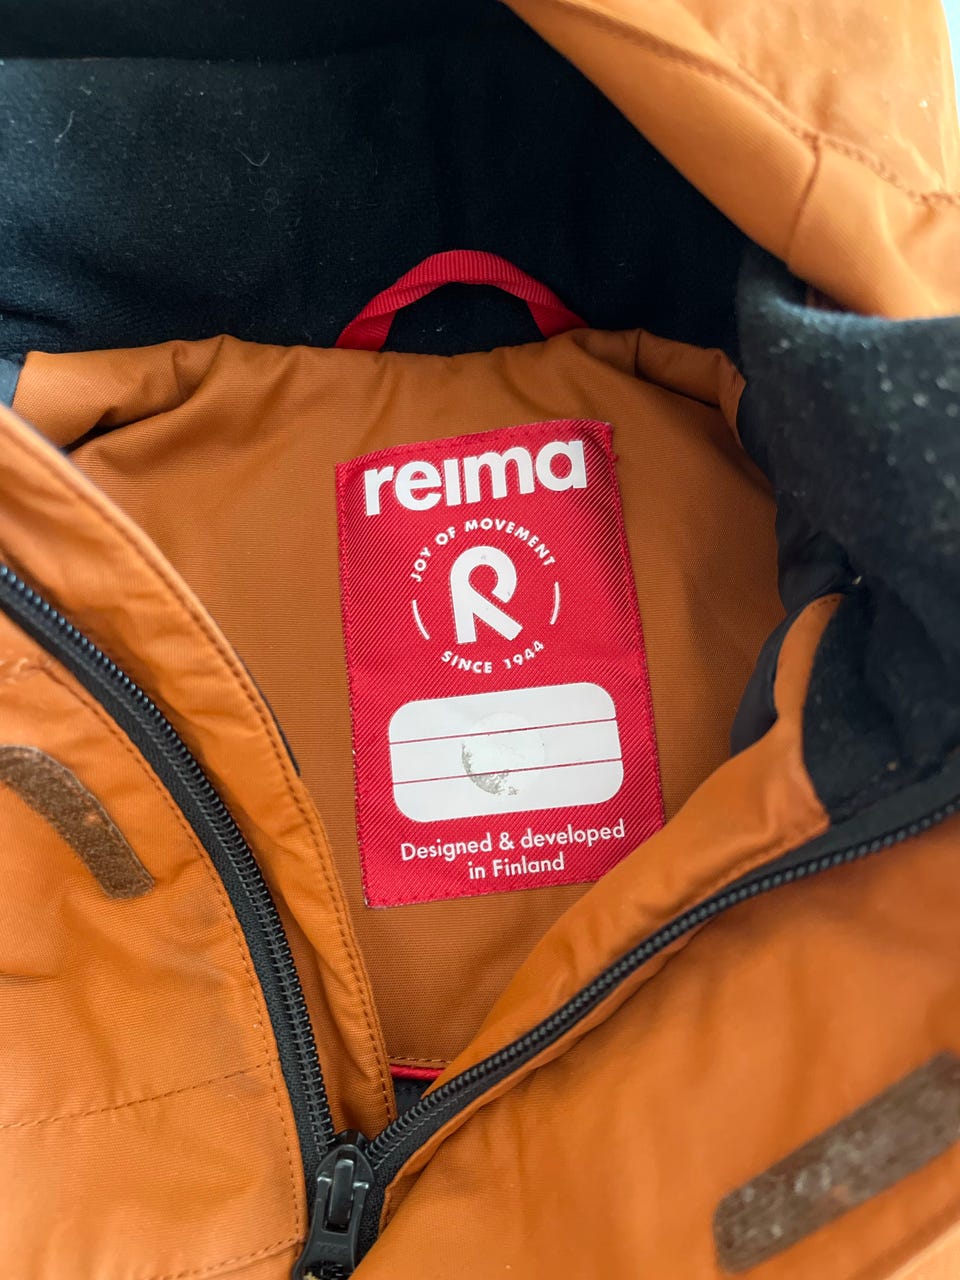 reima
JOY OF MOVEMENT
R
SINCE 1944
Designed & developed
in Finland